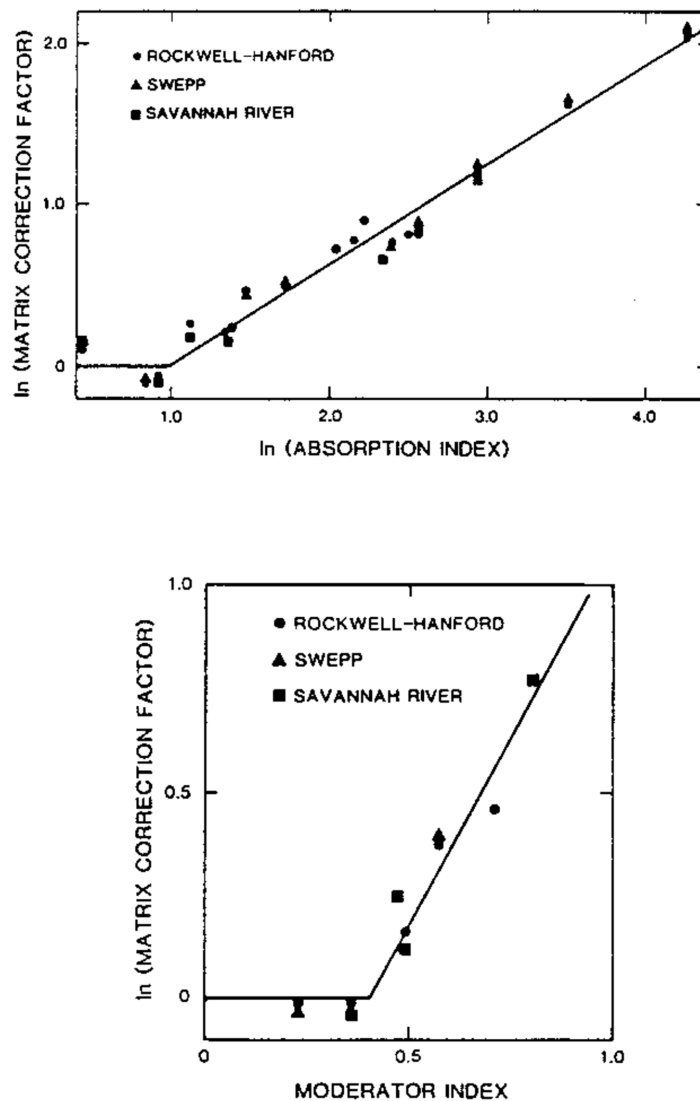 2.0
1.0
0
ln (MATRIX CORRECTION FACTOR)
ROCKWELL-HANFORD
SWEPP
SAVANNAH RIVER
1.0 2.0 3.0 4.0
ln (ABSORPTION INDEX)
1.0
0.5
0
ln (MATRIX CORRECTION FACTOR)
ROCKWELL-HANFORD
SWEPP
SAVANNAH RIVER
0 0.5 1.0
MODERATOR INDEX